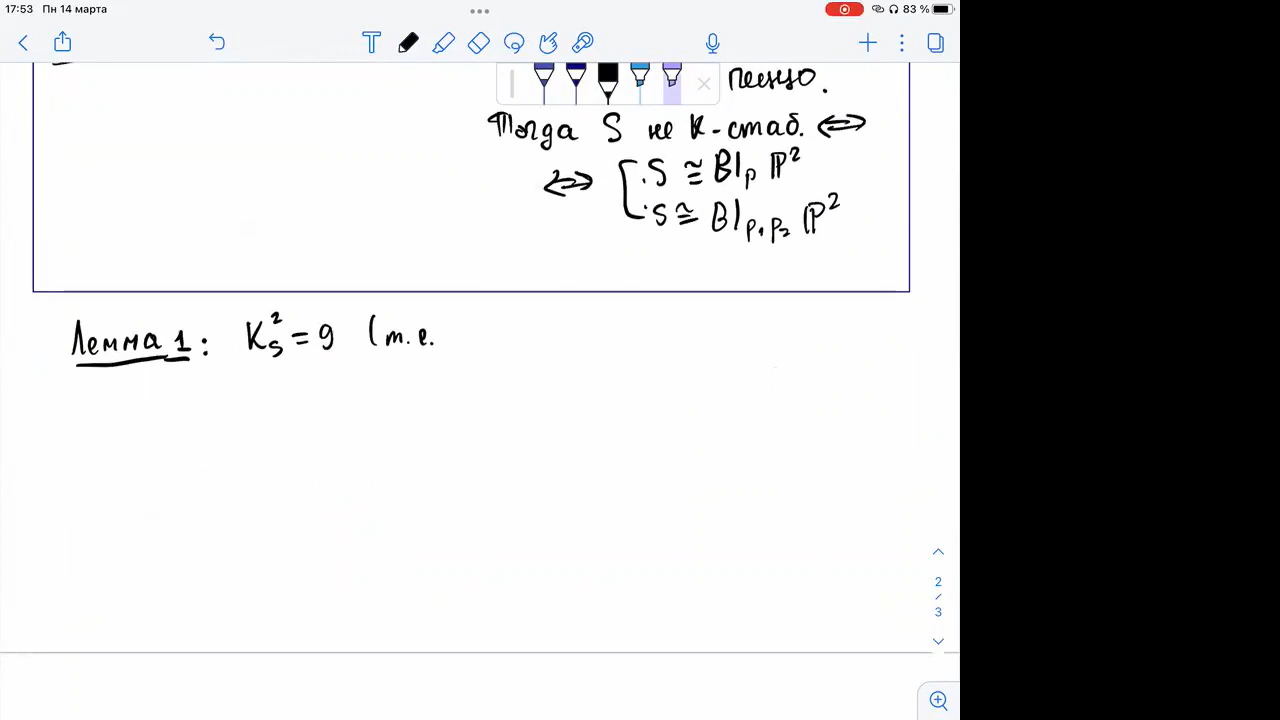 17:53 Пн 14 марта
83 %
T
пецио.
Тогда S не K-стаб. ⟺
⟺ [ . S ≅ Bl_p ℙ²
. S ≅ Bl_{p₁,p₂} ℙ²
Лемма 1: K_S² = 9 (т.е.
2
/
3